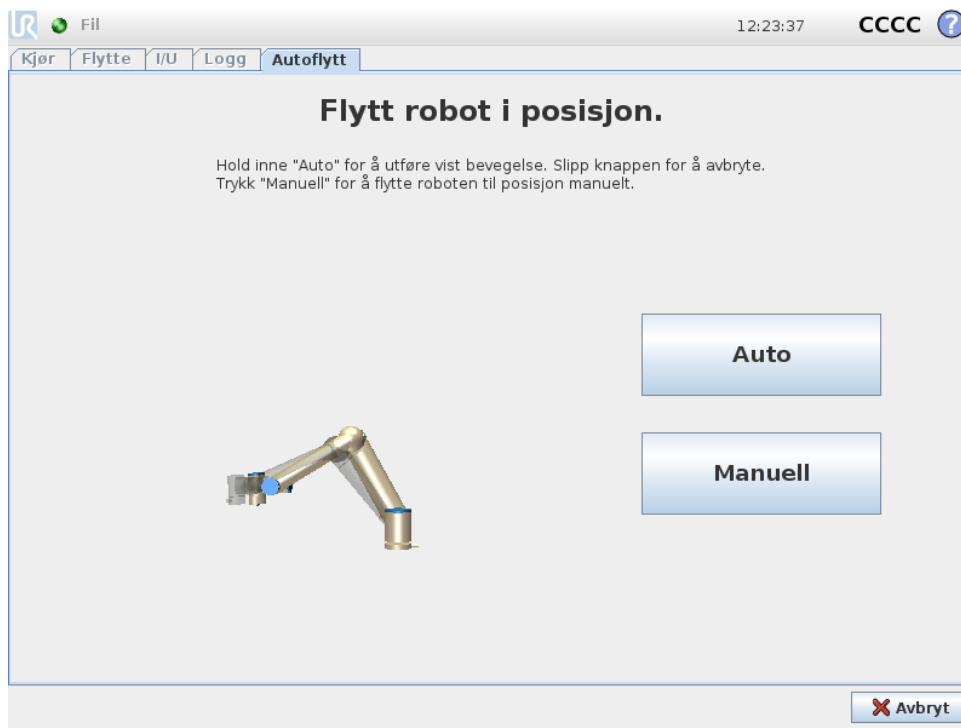 UR Fil 12:23:37 CCCC ?
Kjør Flytte I/U Logg Autoflytt
Flytt robot i posisjon.
Hold inne "Auto" for å utføre vist bevegelse. Slipp knappen for å avbryte.
Trykk "Manuell" for å flytte roboten til posisjon manuelt.
Auto
Manuell
Avbryt